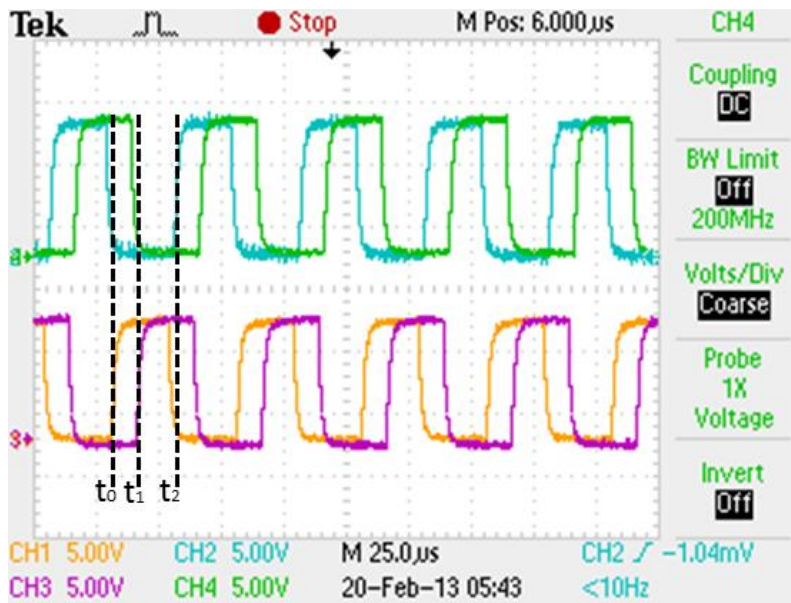 Tek Stop M Pos: 6.000µs CH4
Coupling
DC
BW Limit
Off
200MHz
Volts/Div
Coarse
Probe
1X
Voltage
Invert
Off
t0 t1 t2
CH1 5.00V CH2 5.00V M 25.0µs CH2 -1.04mV
CH3 5.00V CH4 5.00V 20-Feb-13 05:43 <10Hz